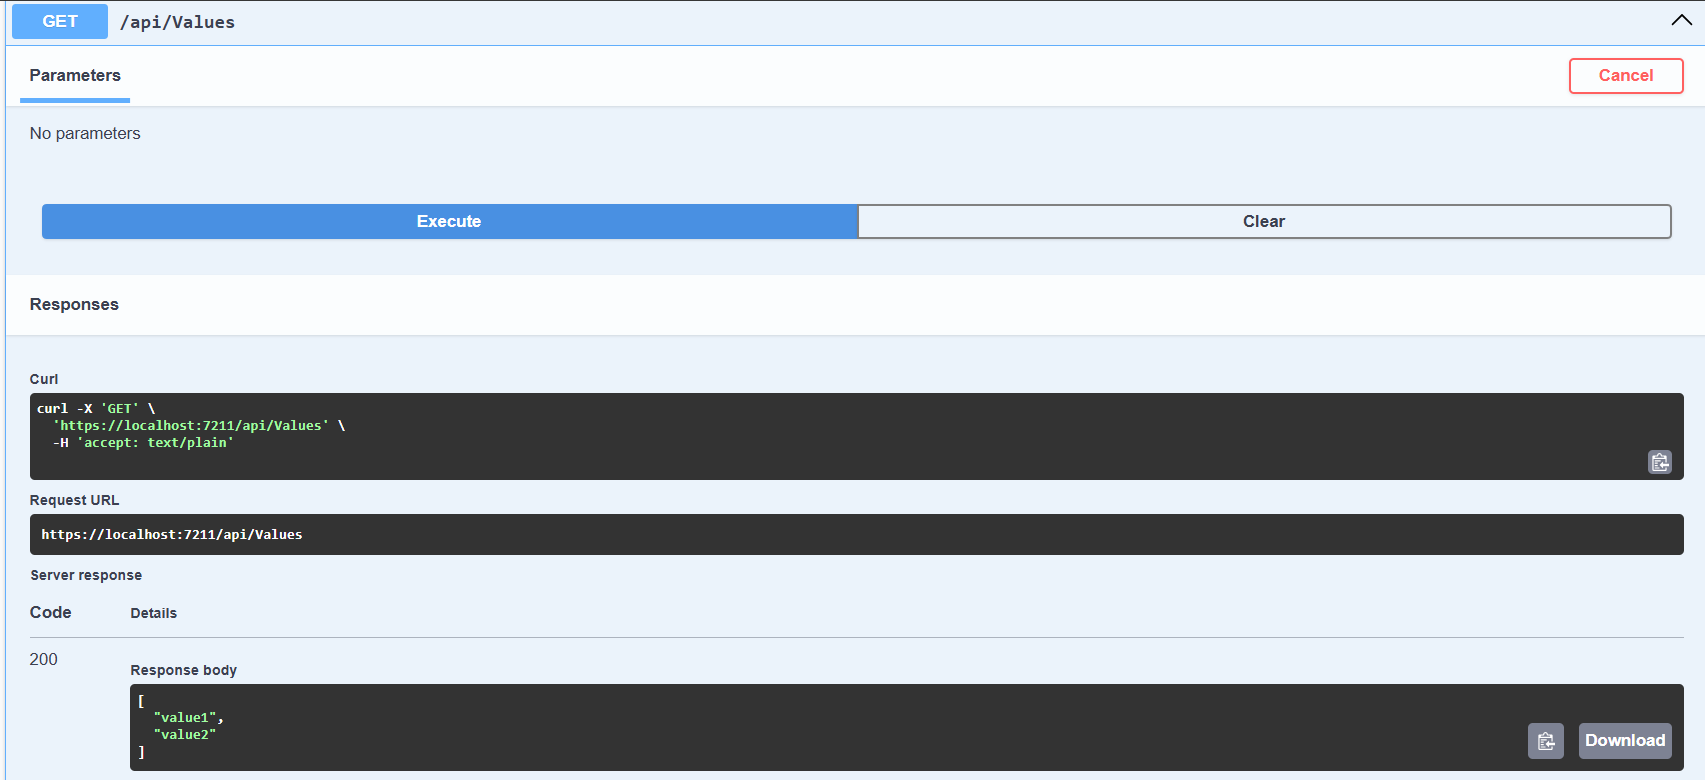 GET /api/Values
Parameters
Cancel
No parameters
Execute
Clear
Responses
Curl
curl -X 'GET' \
  'https://localhost:7211/api/Values' \
  -H 'accept: text/plain'
Request URL
https://localhost:7211/api/Values
Server response
Code Details
200
Response body
[
  "value1",
  "value2"
]
Download